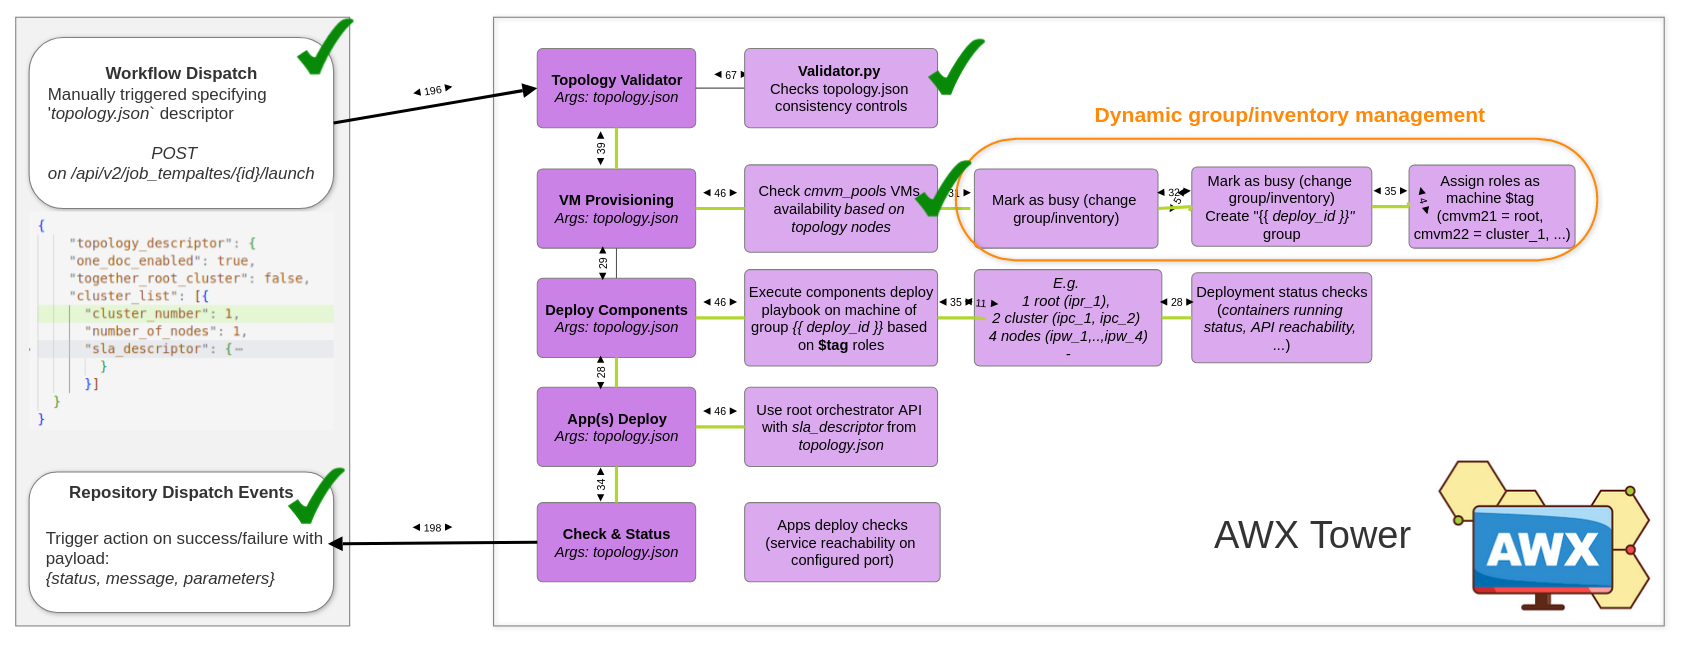 Workflow Dispatch
Manually triggered specifying
'topology.json` descriptor
POST
on /api/v2/job_tempaltes/{id}/launch
{
"topology_descriptor": {
"one_doc_enabled": true,
"together_root_cluster": false,
"cluster_list": [{
"cluster_number": 1,
"number_of_nodes": 1,
"sla_descriptor": {⋯
}
}]
}
}
Repository Dispatch Events
Trigger action on success/failure with
payload:
{status, message, parameters}
196
198
Topology Validator
Args: topology.json
67
Validator.py
Checks topology.json
consistency controls
39
Dynamic group/inventory management
VM Provisioning
Args: topology.json
46
Check cmvm_pools VMs
availability based on
topology nodes
31
Mark as busy (change
group/inventory)
32
5
Mark as busy (change
group/inventory)
Create "{{ deploy_id }}"
group
35
4
Assign roles as
machine $tag
(cmvm21 = root,
cmvm22 = cluster_1, ...)
29
Deploy Components
Args: topology.json
46
Execute components deploy
playbook on machine of
group {{ deploy_id }} based
on $tag roles
35
11
E.g.
1 root (ipr_1),
2 cluster (ipc_1, ipc_2)
4 nodes (ipw_1,..,ipw_4)
-
28
Deployment status checks
(containers running
status, API reachability,
...)
28
App(s) Deploy
Args: topology.json
46
Use root orchestrator API
with sla_descriptor from
topology.json
34
Check & Status
Args: topology.json
Apps deploy checks
(service reachability on
configured port)
AWX Tower
AWX